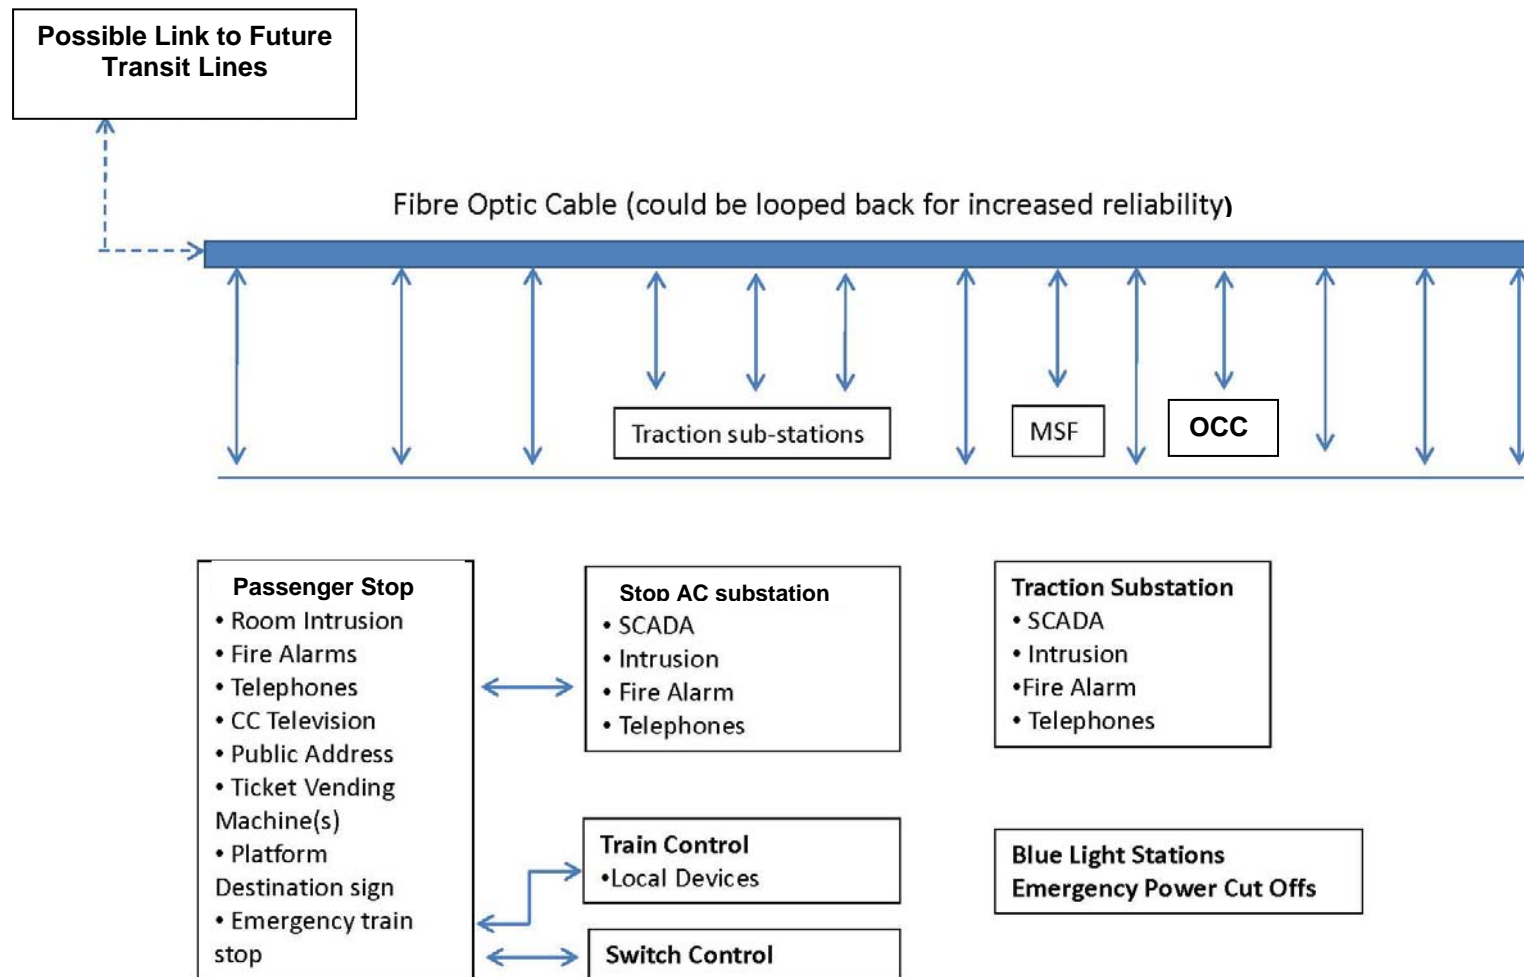 Possible Link to Future
Transit Lines
Fibre Optic Cable (could be looped back for increased reliability)
Traction sub-stations
MSF
OCC
Passenger Stop
• Room Intrusion
• Fire Alarms
• Telephones
• CC Television
• Public Address
• Ticket Vending
Machine(s)
• Platform
Destination sign
• Emergency train
stop
Stop AC substation
• SCADA
• Intrusion
• Fire Alarm
• Telephones
Train Control
•Local Devices
Switch Control
Traction Substation
• SCADA
• Intrusion
•Fire Alarm
• Telephones
Blue Light Stations
Emergency Power Cut Offs